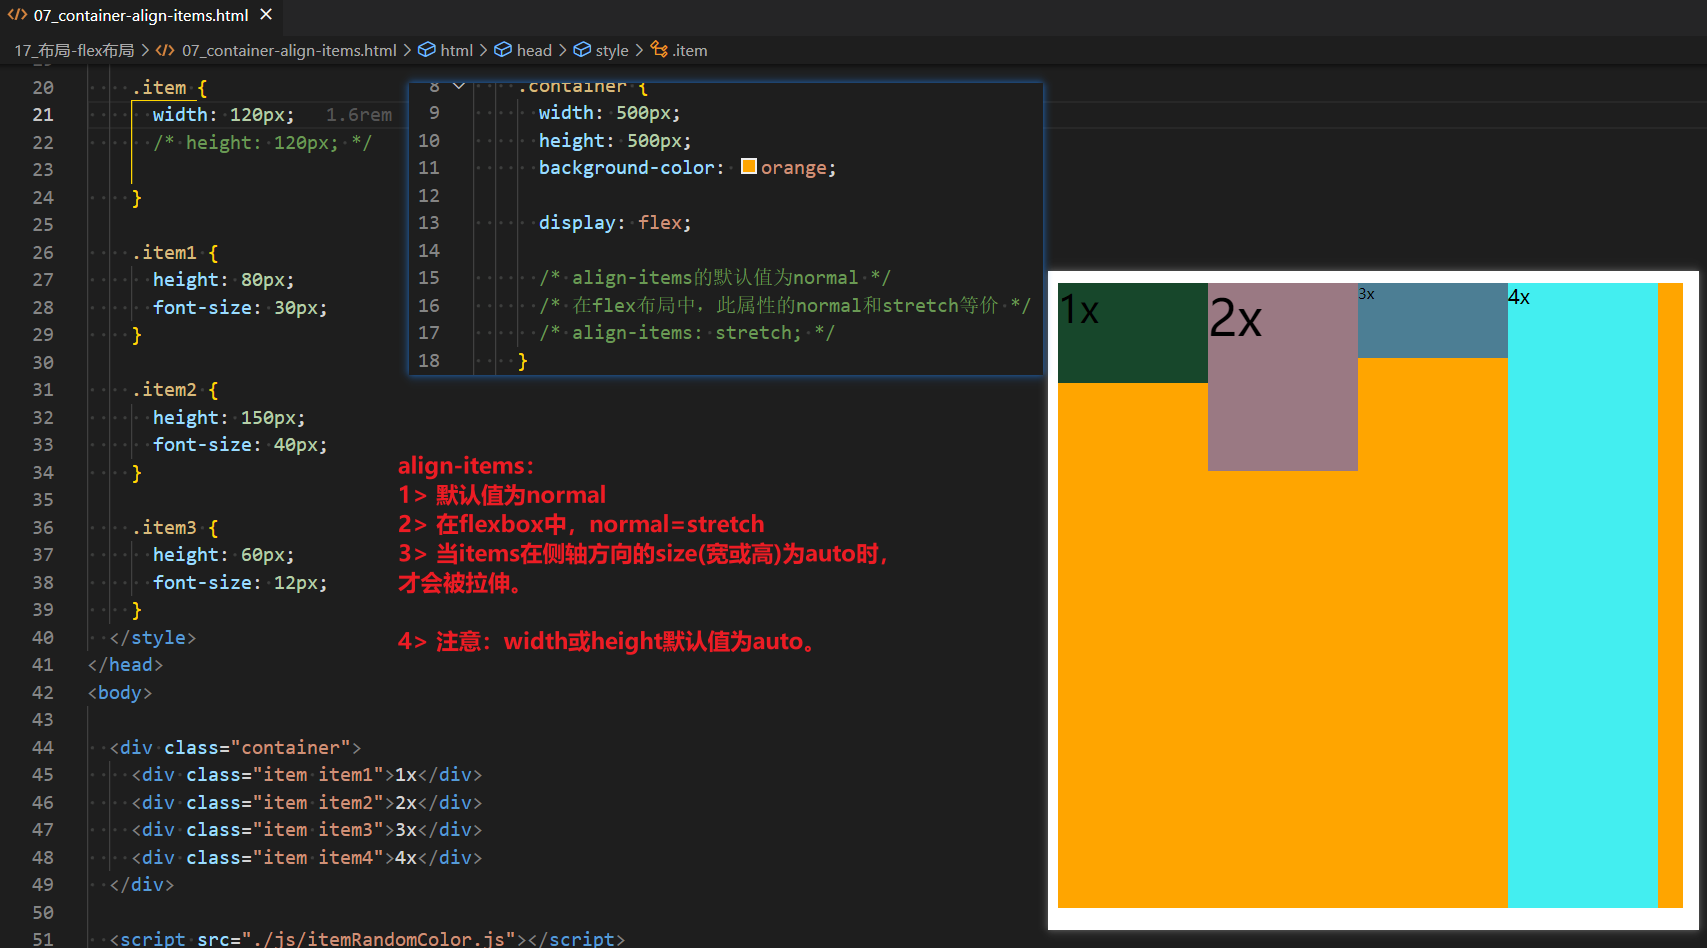 07_container-align-items.html
17_布局-flex布局 > 07_container-align-items.html > html > head > style > .item
20 .item {
21 width: 120px; 1.6rem
22 /* height: 120px; */
23
24 }
25
26 .item1 {
27 height: 80px;
28 font-size: 30px;
29 }
30
31 .item2 {
32 height: 150px;
33 font-size: 40px;
34 }
35
36 .item3 {
37 height: 60px;
38 font-size: 12px;
39 }
40 </style>
41 </head>
42 <body>
43
44 <div class="container">
45 <div class="item item1">1x</div>
46 <div class="item item2">2x</div>
47 <div class="item item3">3x</div>
48 <div class="item item4">4x</div>
49 </div>
50
51 <script src="./js/itemRandomColor.js"></script>
8 .container {
9 width: 500px;
10 height: 500px;
11 background-color: orange;
12
13 display: flex;
14
15 /* align-items的默认值为normal */
16 /* 在flex布局中，此属性的normal和stretch等价 */
17 /* align-items: stretch; */
18 }
align-items：
1> 默认值为normal
2> 在flexbox中，normal=stretch
3> 当items在侧轴方向的size(宽或高)为auto时，
才会被拉伸。
4> 注意：width或height默认值为auto。
1x
2x
3x
4x